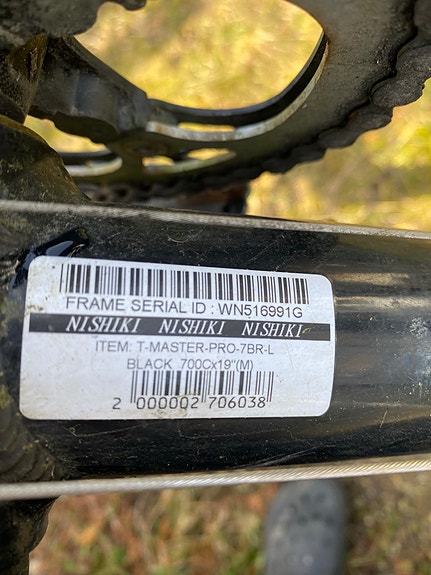 FRAME SERIAL ID : WN516991G
NISHIKI NISHIKI NISHIKI
ITEM: T-MASTER-PRO-7BR-L
BLACK 700Cx19"(M)
2 000002 706038